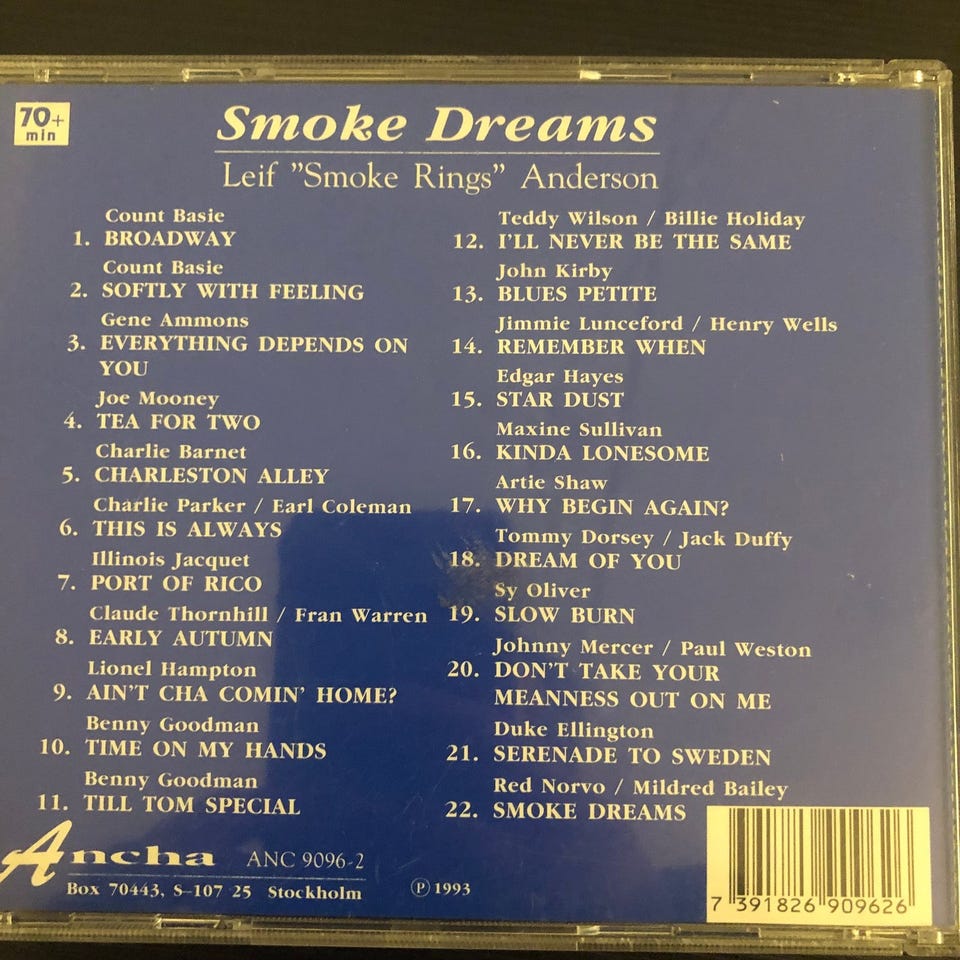 70+
min
Smoke Dreams
Leif "Smoke Rings" Anderson
Count Basie
1. BROADWAY
Count Basie
2. SOFTLY WITH FEELING
Gene Ammons
3. EVERYTHING DEPENDS ON
YOU
Joe Mooney
4. TEA FOR TWO
Charlie Barnet
5. CHARLESTON ALLEY
Charlie Parker / Earl Coleman
6. THIS IS ALWAYS
Illinois Jacquet
7. PORT OF RICO
Claude Thornhill / Fran Warren
8. EARLY AUTUMN
Lionel Hampton
9. AIN'T CHA COMIN' HOME?
Benny Goodman
10. TIME ON MY HANDS
Benny Goodman
11. TILL TOM SPECIAL
Teddy Wilson / Billie Holiday
12. I'LL NEVER BE THE SAME
John Kirby
13. BLUES PETITE
Jimmie Lunceford / Henry Wells
14. REMEMBER WHEN
Edgar Hayes
15. STAR DUST
Maxine Sullivan
16. KINDA LONESOME
Artie Shaw
17. WHY BEGIN AGAIN?
Tommy Dorsey / Jack Duffy
18. DREAM OF YOU
Sy Oliver
19. SLOW BURN
Johnny Mercer / Paul Weston
20. DON'T TAKE YOUR
MEANNESS OUT ON ME
Duke Ellington
21. SERENADE TO SWEDEN
Red Norvo / Mildred Bailey
22. SMOKE DREAMS
Ancha ANC 9096-2
Box 70443, S-107 25 Stockholm ℗ 1993
7 391826 909626